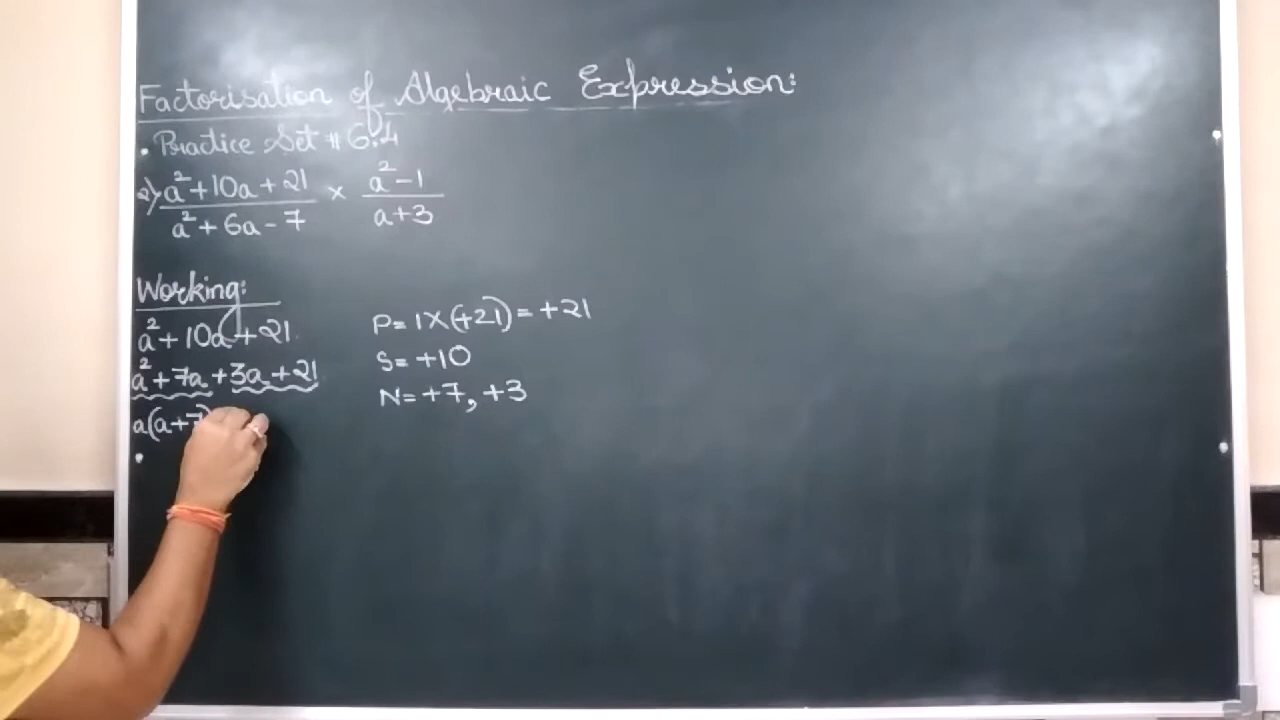 Factorisation of Algebraic Expression:
. Practice Set # 6.4
2) a²+10a+21 / a²+6a-7 × a²-1 / a+3
Working:
a²+10a+21
a²+7a+3a+21
a(a+7)
P=1×(+21)=+21
S=+10
N=+7,+3